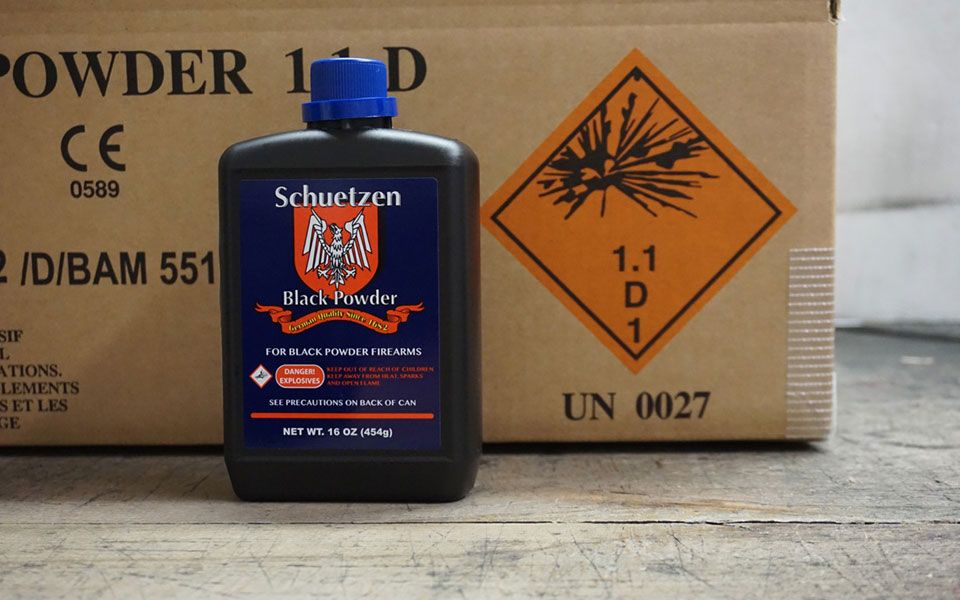 POWDER 1.1 D
CE
0589
/D/BAM 551
SIF
L
ATIONS.
PLEMENTS
S ET LES
GE
Schuetzen
Black Powder
German Quality Since 1682
FOR BLACK POWDER FIREARMS
DANGER!
EXPLOSIVES
KEEP OUT OF REACH OF CHILDREN
KEEP AWAY FROM HEAT, SPARKS
AND OPEN FLAME
SEE PRECAUTIONS ON BACK OF CAN
NET WT. 16 OZ (454g)
1.1
D
1
UN 0027